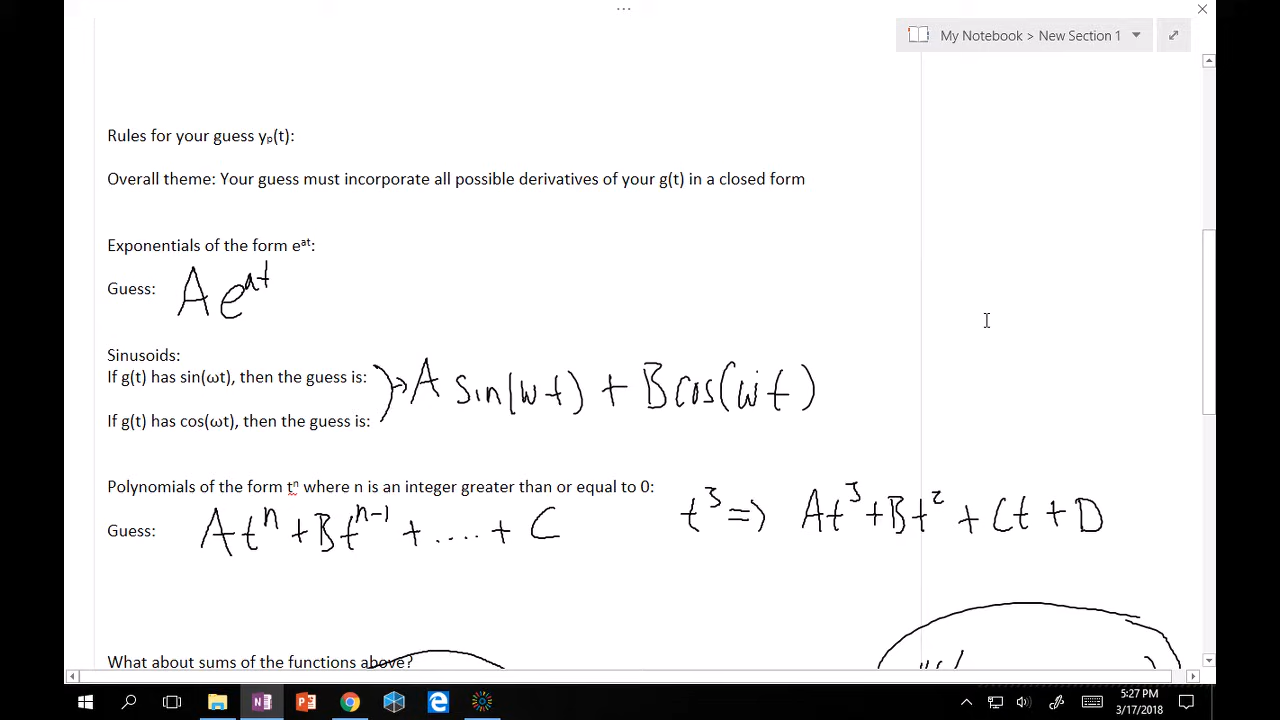 ...
My Notebook > New Section 1
Rules for your guess yₚ(t):
Overall theme: Your guess must incorporate all possible derivatives of your g(t) in a closed form
Exponentials of the form eᵃᵗ:
Guess: A eᵃᵗ
Sinusoids:
If g(t) has sin(ωt), then the guess is:
A sin(ωt) + B cos(ωt)
If g(t) has cos(ωt), then the guess is:
Polynomials of the form tⁿ where n is an integer greater than or equal to 0:
Guess: Atⁿ + Btⁿ⁻¹ + .... + C
t³ => At³ + Bt² + Ct + D
What about sums of the functions above?
5:27 PM
3/17/2018